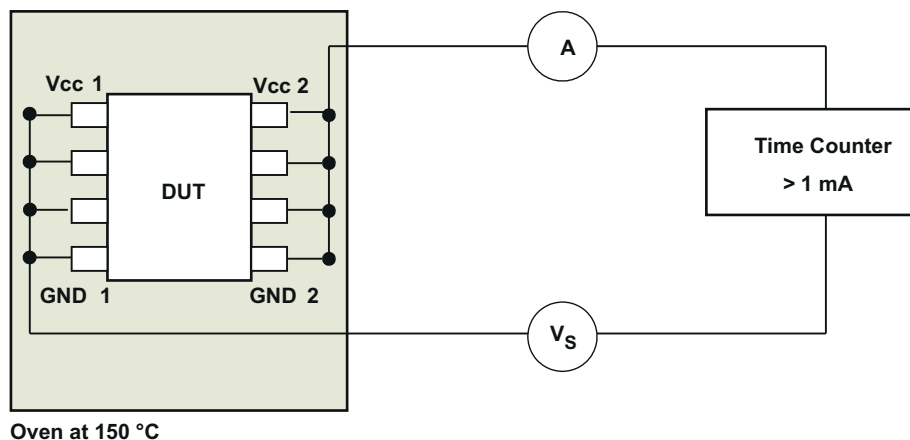 A
Vcc 1
Vcc 2
Time Counter
> 1 mA
DUT
GND 1
GND 2
VS
Oven at 150 °C